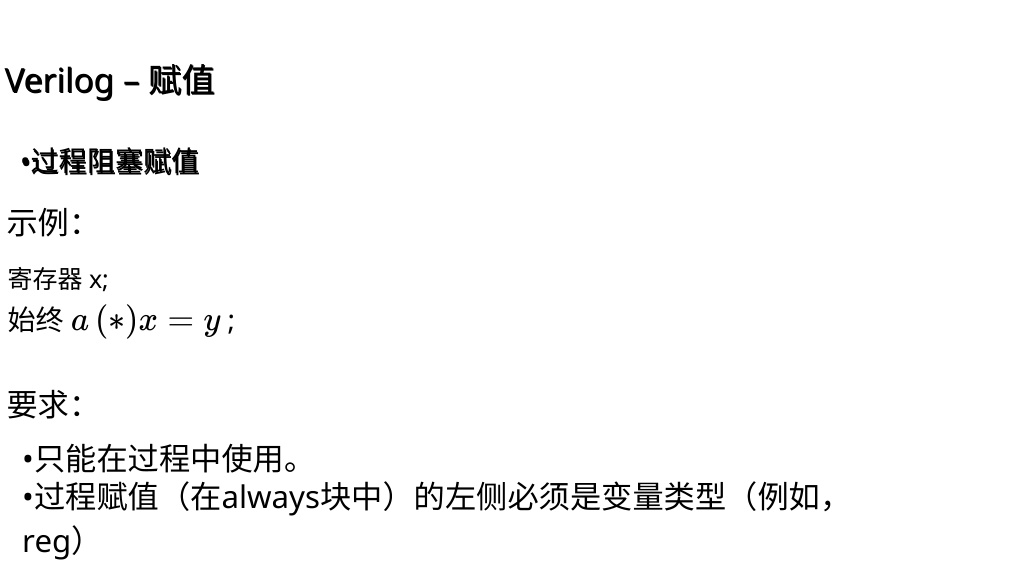 Verilog – 赋值
•过程阻塞赋值
示例：
寄存器 x;
始终 a (*)x = y ;
要求：
•只能在过程中使用。
•过程赋值（在always块中）的左侧必须是变量类型（例如，
reg）